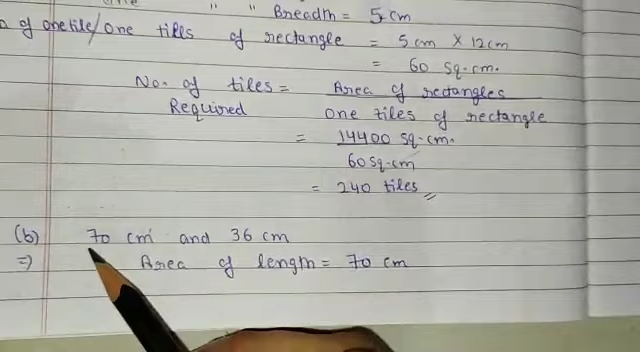 " " Breadth = 5 cm
of one tile/one tills of rectangle = 5 cm × 12 cm
= 60 sq.cm.
No. of tiles = Area of rectangles
Required one tiles of rectangle
= 14400 sq.cm.
60 sq.cm
= 240 tiles
(b) 70 cm and 36 cm
⇒ Area of length = 70 cm